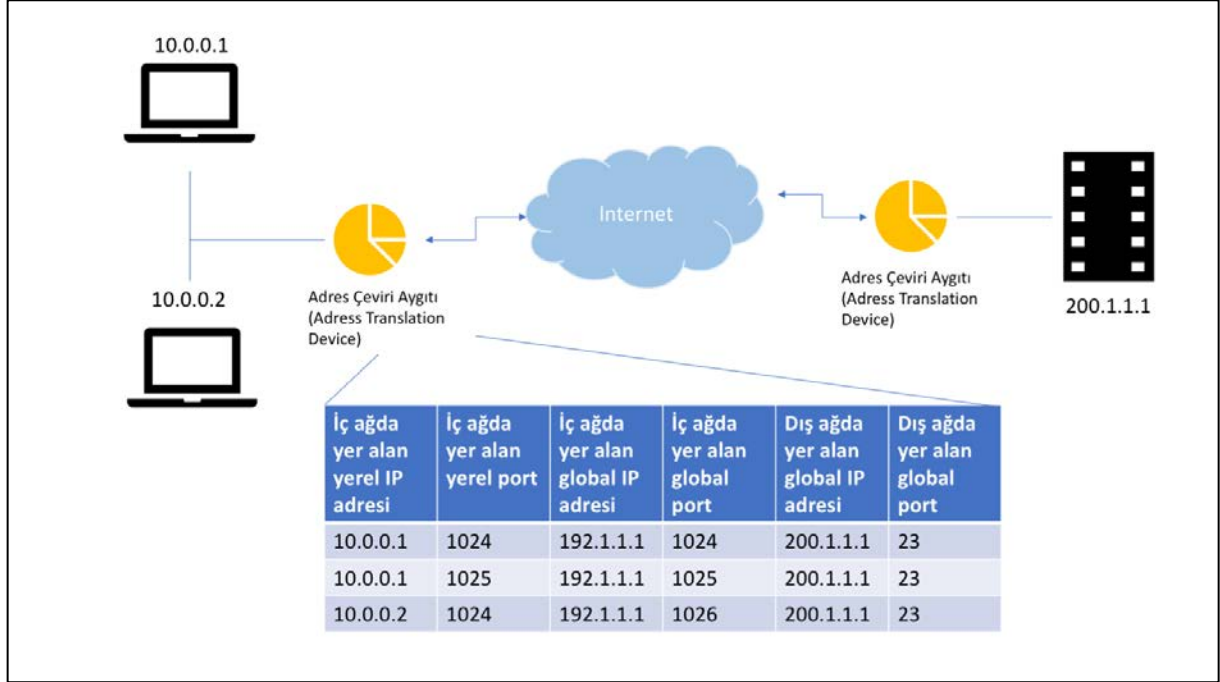 10.0.0.1
Internet
10.0.0.2
Adres Çeviri Aygıtı
(Adress Translation
Device)
Adres Çeviri Aygıtı
(Adress Translation
Device)
200.1.1.1
İç ağda yer alan yerel IP adresi
İç ağda yer alan yerel port
İç ağda yer alan global IP adresi
İç ağda yer alan global port
Dış ağda yer alan global IP adresi
Dış ağda yer alan global port
10.0.0.1 1024 192.1.1.1 1024 200.1.1.1 23
10.0.0.1 1025 192.1.1.1 1025 200.1.1.1 23
10.0.0.2 1024 192.1.1.1 1026 200.1.1.1 23